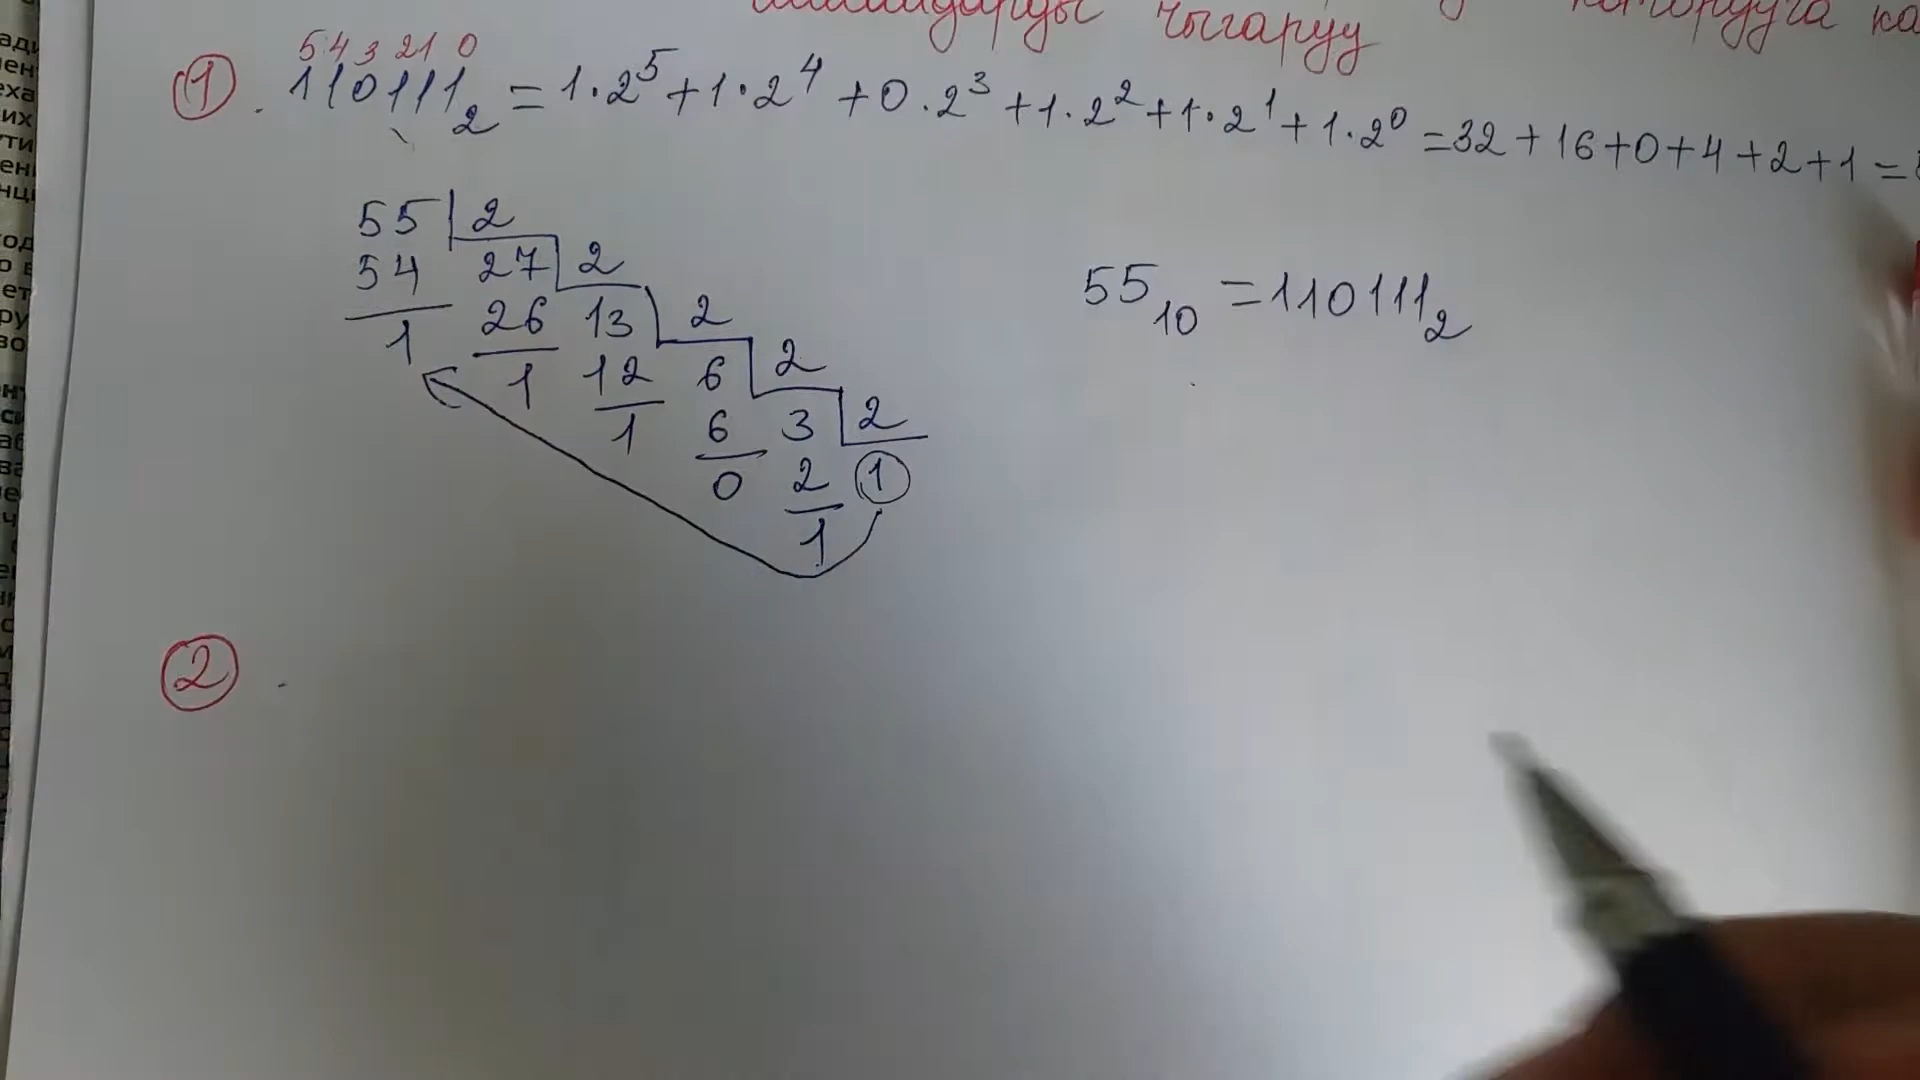 чыгаруу
5 4 3 2 1 0
① . 110111₂ = 1·2⁵ + 1·2⁴ + 0·2³ + 1·2² + 1·2¹ + 1·2⁰ = 32 + 16 + 0 + 4 + 2 + 1 =
55 | 2
54 27 | 2
1 26 13 | 2
1 12 6 | 2
1 6 3 | 2
0 2 ①
1
55₁₀ = 110111₂
② .